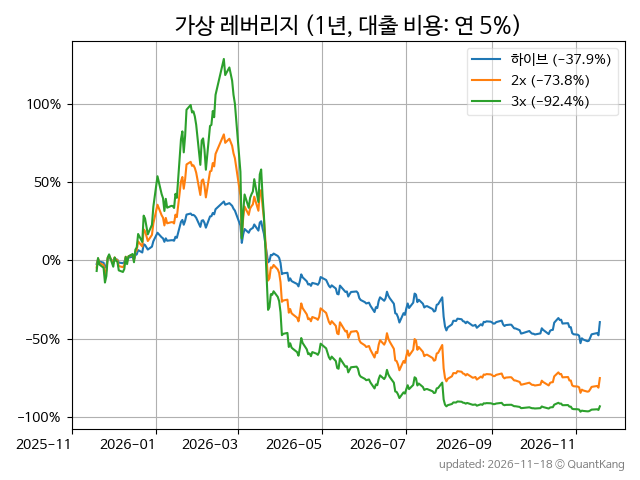 가상 레버리지 (1년, 대출 비용: 연 5%)
하이브 (−37.9%)
2x (−73.8%)
3x (−92.4%)
100%
50%
0%
−50%
−100%
2025-11 2026-01 2026-03 2026-05 2026-07 2026-09 2026-11
updated: 2026-11-18 © QuantKang